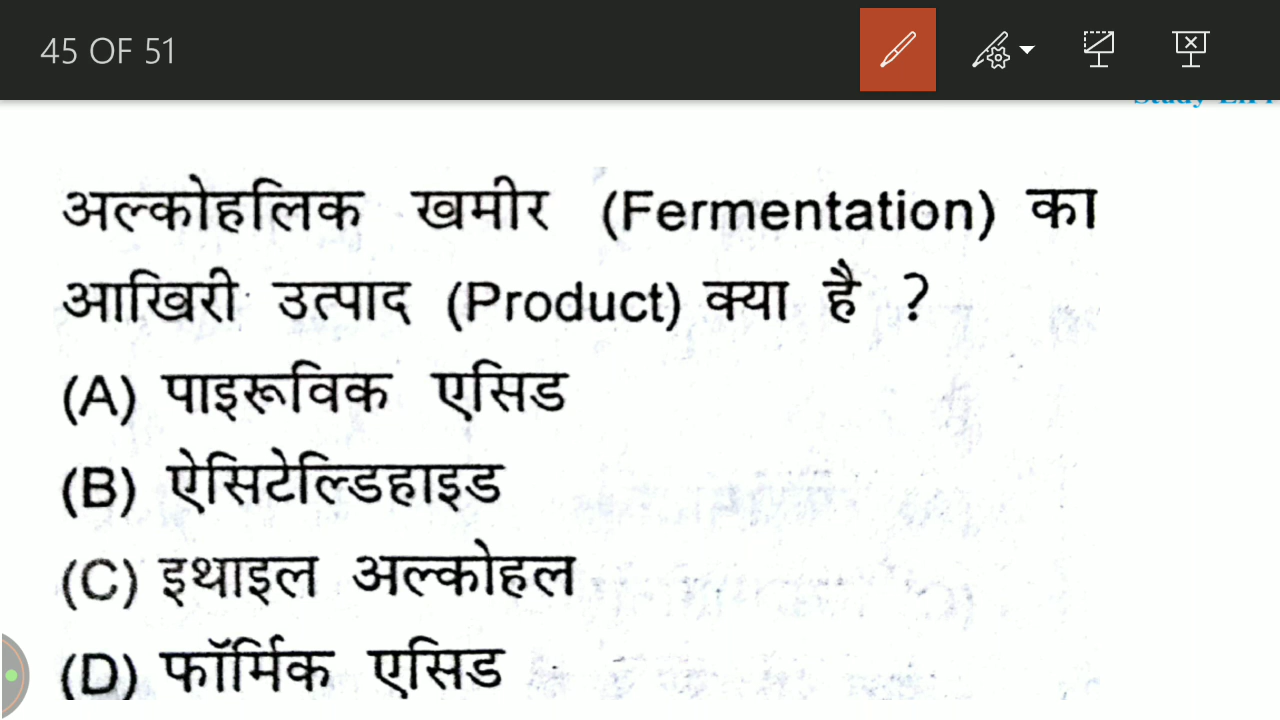 45 OF 51
अल्कोहलिक खमीर (Fermentation) का
आखिरी उत्पाद (Product) क्या है ?
(A) पाइरूविक एसिड
(B) ऐसिटेल्डिहाइड
(C) इथाइल अल्कोहल
(D) फॉर्मिक एसिड